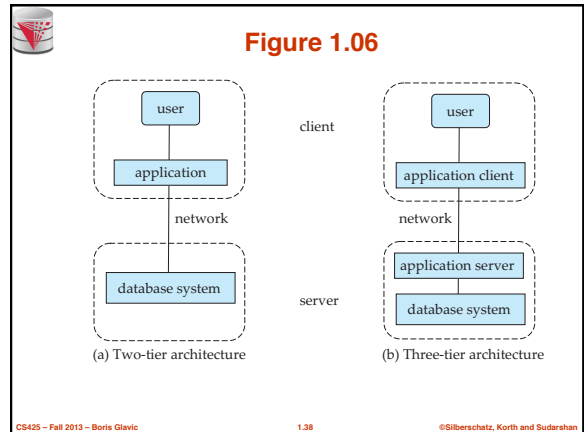 Figure 1.06
user
application
network
database system
(a) Two-tier architecture
client
server
user
application client
network
application server
database system
(b) Three-tier architecture
CS425 – Fall 2013 – Boris Glavic
1.38
©Silberschatz, Korth and Sudarshan